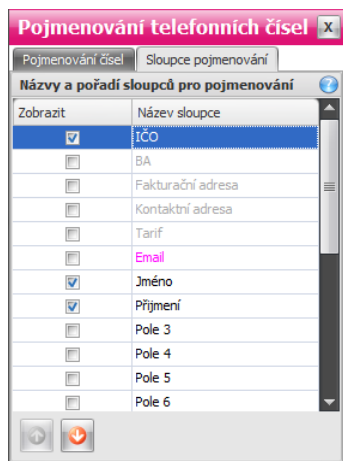 Pojmenování telefonních čísel x
Pojmenování čísel Sloupce pojmenování
Názvy a pořadí sloupců pro pojmenování ?
Zobrazit Název sloupce
IČO
BA
Fakturační adresa
Kontaktní adresa
Tarif
Email
Jméno
Přijmení
Pole 3
Pole 4
Pole 5
Pole 6